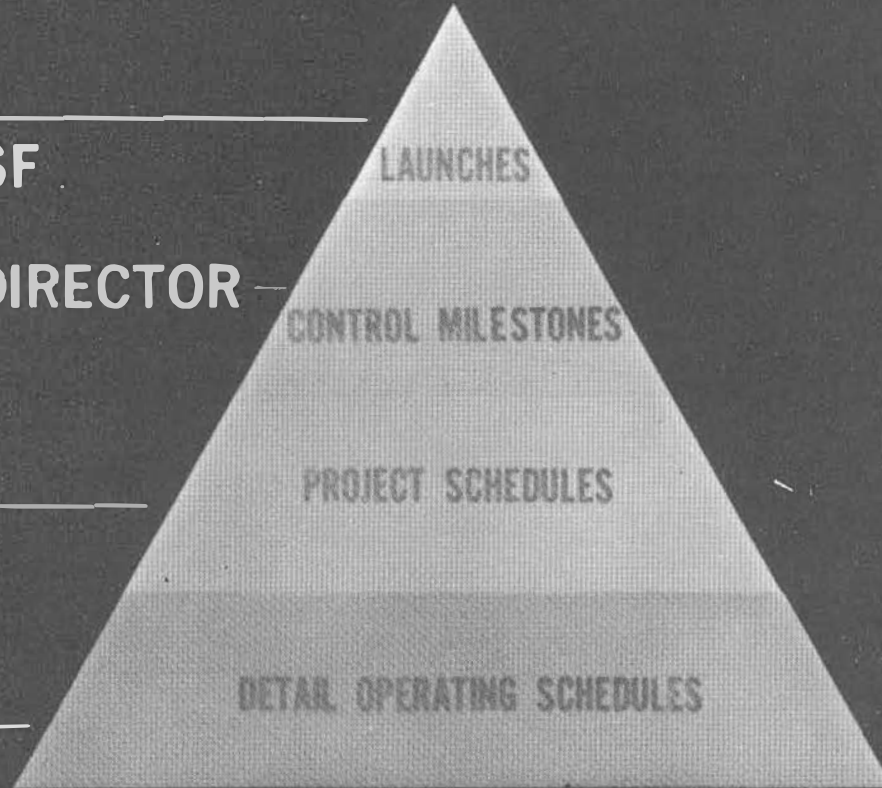 SF
LAUNCHES
DIRECTOR
CONTROL MILESTONES
PROJECT SCHEDULES
DETAIL OPERATING SCHEDULES